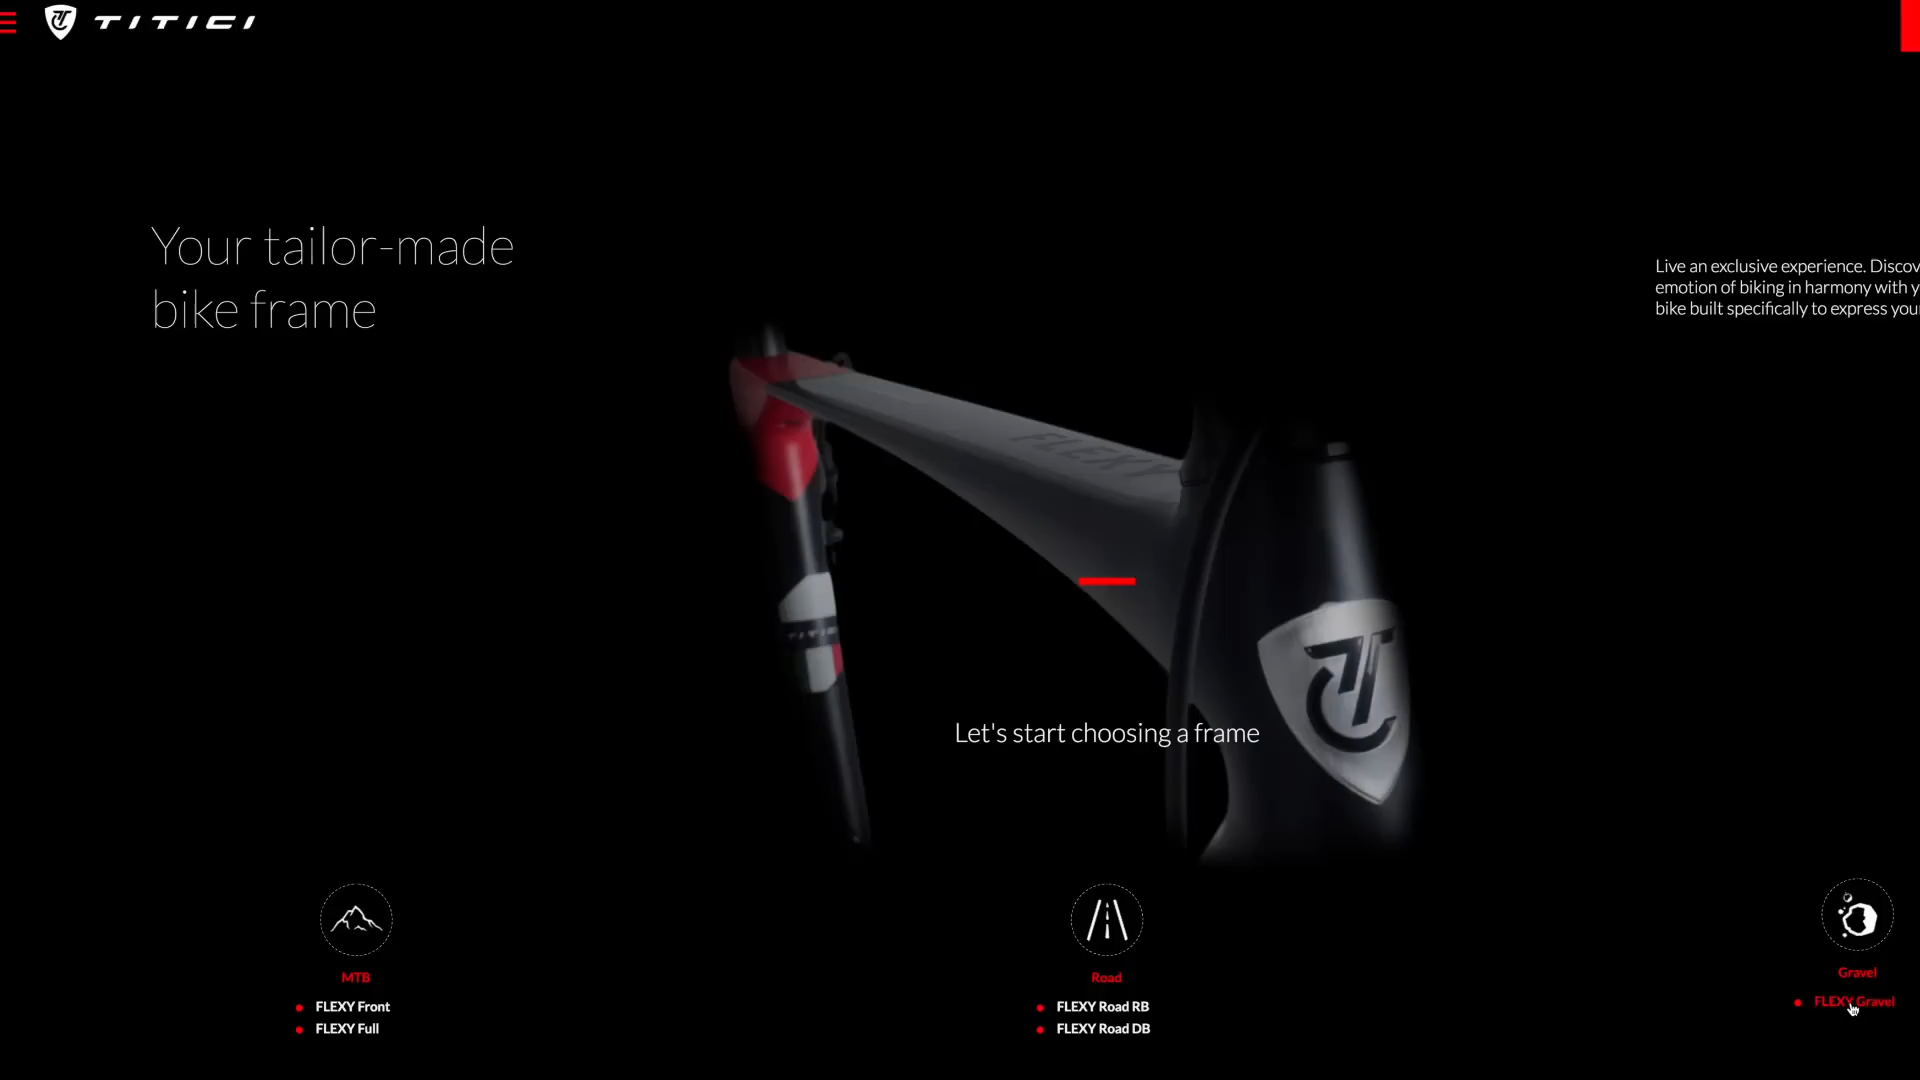 TITICI
Your tailor-made
bike frame
Live an exclusive experience. Discov
emotion of biking in harmony with y
bike built specifically to express you
FLEXY
TITICI
Let's start choosing a frame
MTB
FLEXY Front
FLEXY Full
Road
FLEXY Road RB
FLEXY Road DB
Gravel
FLEXY Gravel